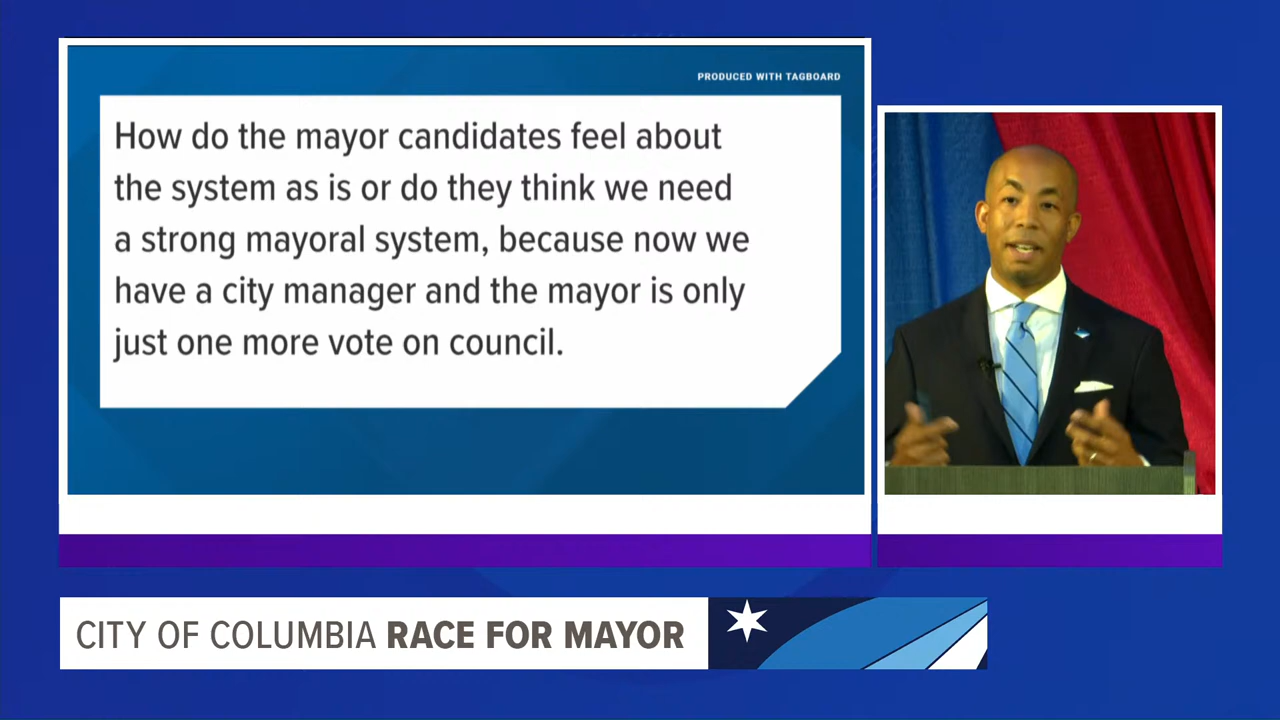 PRODUCED WITH TAGBOARD
How do the mayor candidates feel about
the system as is or do they think we need
a strong mayoral system, because now we
have a city manager and the mayor is only
just one more vote on council.
CITY OF COLUMBIA RACE FOR MAYOR